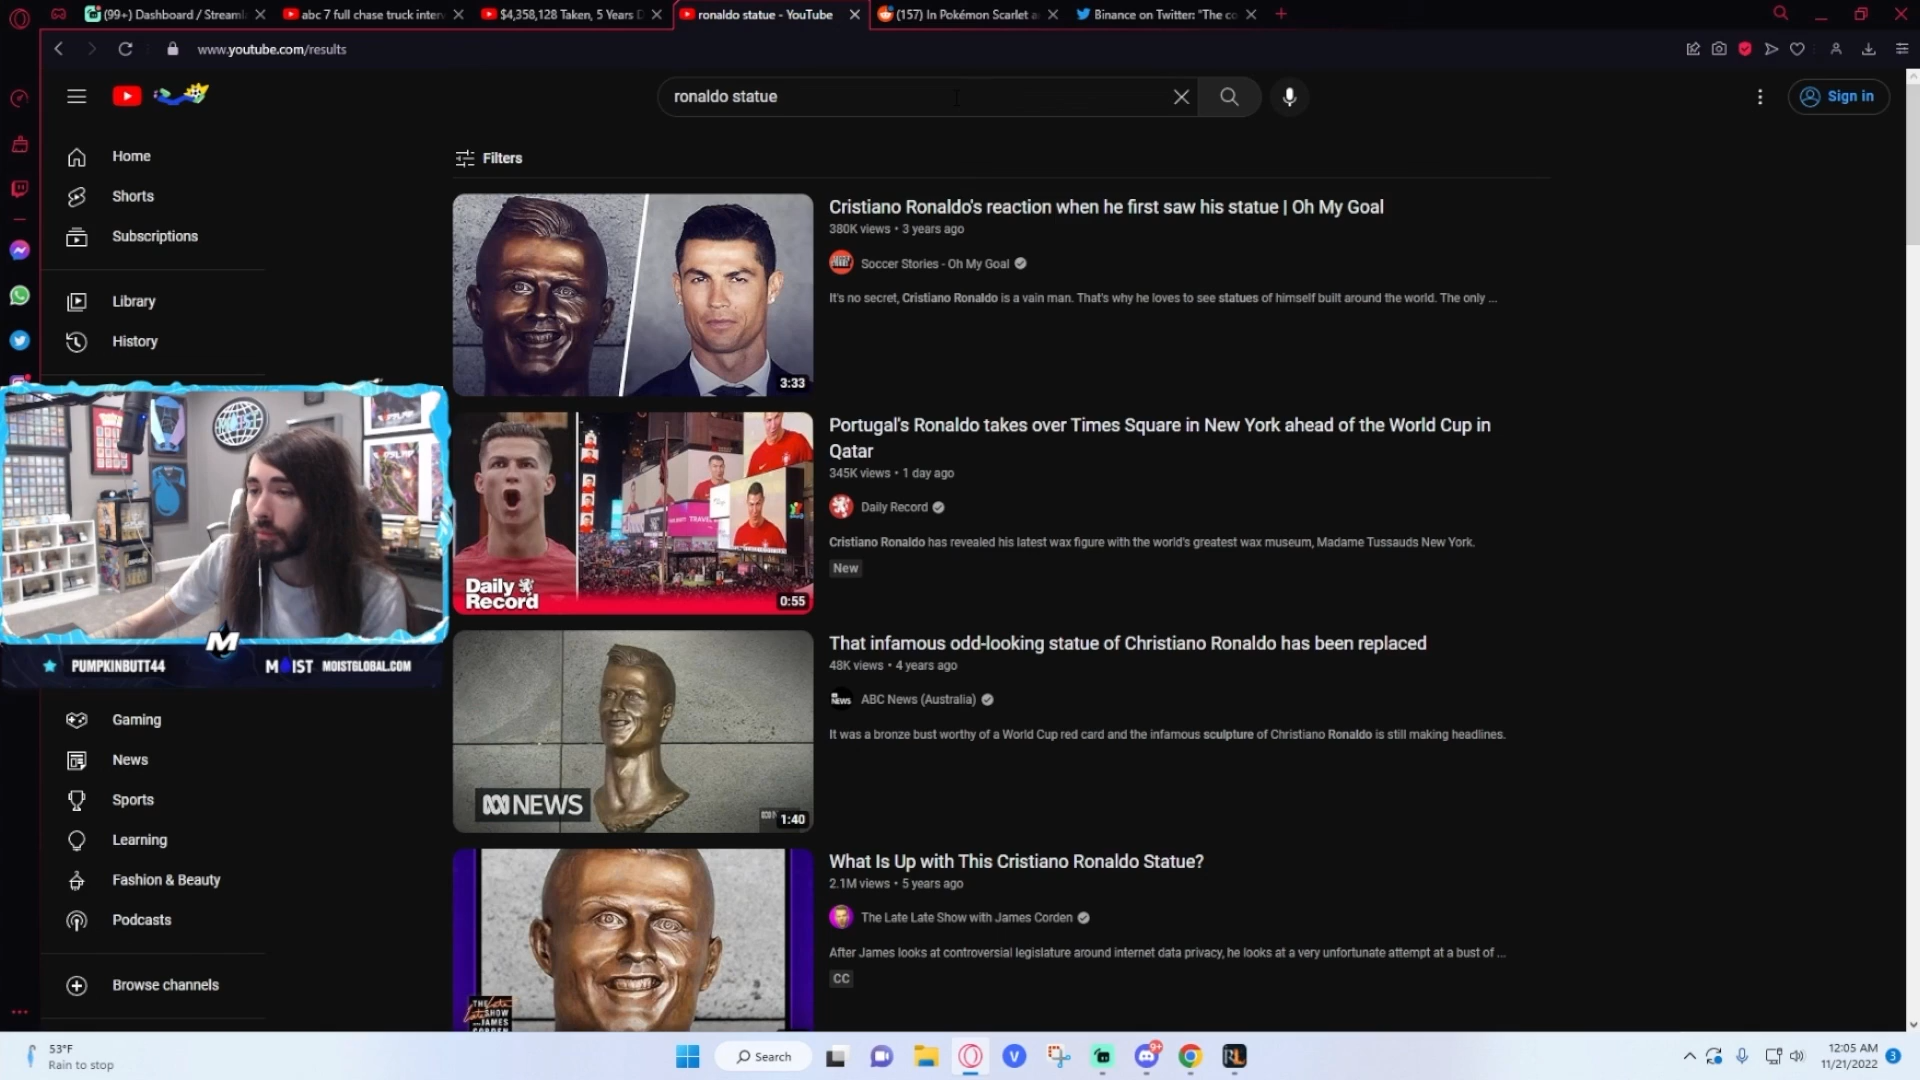 (99+) Dashboard / Streaml
abc 7 full chase truck inter
$4,358,128 Taken, 5 Years D
ronaldo statue - YouTube
(157) In Pokémon Scarlet a
Binance on Twitter: "The co
www.youtube.com/results
ronaldo statue
Sign in
Home
Shorts
Subscriptions
Library
History
Gaming
News
Sports
Learning
Fashion & Beauty
Podcasts
Browse channels
PUMPKINBUTT44
M
MOIST
MOISTGLOBAL.COM
Filters
3:33
Cristiano Ronaldo's reaction when he first saw his statue | Oh My Goal
380K views • 3 years ago
Soccer Stories - Oh My Goal
It's no secret, Cristiano Ronaldo is a vain man. That's why he loves to see statues of himself built around the world. The only ...
Daily
Record
0:55
Portugal's Ronaldo takes over Times Square in New York ahead of the World Cup in
Qatar
345K views • 1 day ago
Daily Record
Cristiano Ronaldo has revealed his latest wax figure with the world's greatest wax museum, Madame Tussauds New York.
New
NEWS
1:40
That infamous odd-looking statue of Christiano Ronaldo has been replaced
48K views • 4 years ago
ABC News (Australia)
It was a bronze bust worthy of a World Cup red card and the infamous sculpture of Christiano Ronaldo is still making headlines.
THE Late Late
SHOW
JAMES
CORDEN
What Is Up with This Cristiano Ronaldo Statue?
2.1M views • 5 years ago
The Late Late Show with James Corden
After James looks at controversial legislature around internet data privacy, he looks at a very unfortunate attempt at a bust of ...
CC
53°F
Rain to stop
Search
9+
12:05 AM
11/21/2022
3